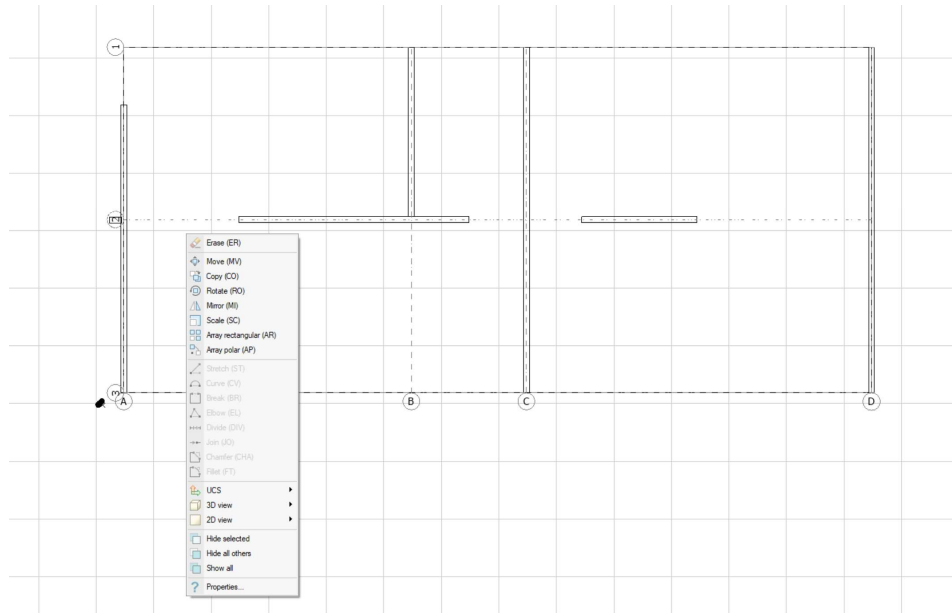 1
2
Erase (ER)
Move (MV)
Copy (CO)
Rotate (RO)
Mirror (MI)
Scale (SC)
Array rectangular (AR)
Array polar (AP)
Stretch (ST)
Curve (CV)
Break (BR)
Elbow (EL)
Divide (DIV)
Join (JO)
Chamfer (CHA)
Fillet (FT)
UCS
3D view
2D view
Hide selected
Hide all others
Show all
? Properties...
3
A
B
C
D